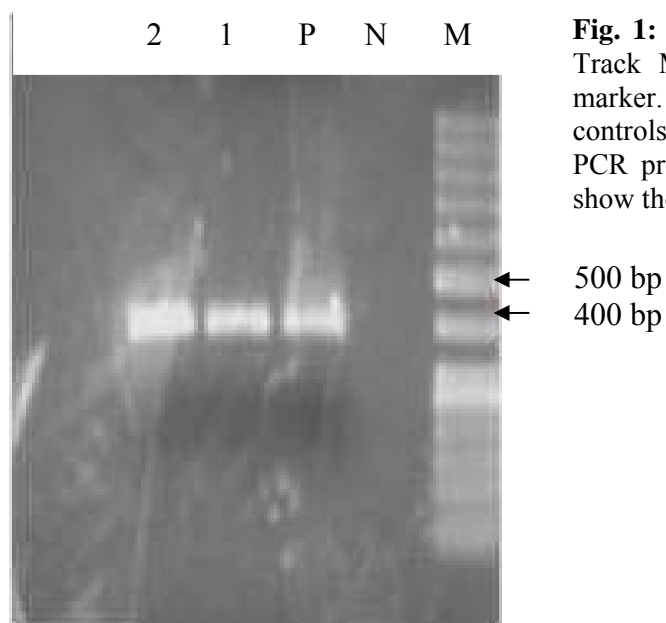 2 1 P N M
Fig. 1:
Track M
marker.
controls
PCR pr
show the
500 bp
400 bp